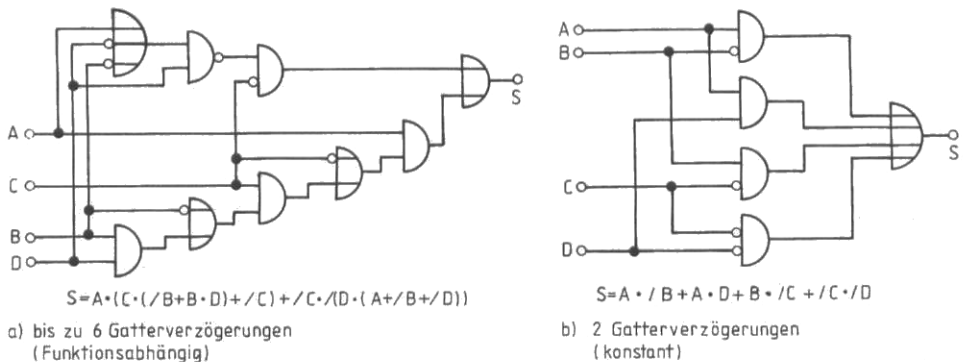 A
C
B
D
S
S=A•(C•(/B+B•D)+/C)+/C•/(D•(A+/B+/D))
a) bis zu 6 Gatterverzögerungen
(Funktionsabhängig)
A
B
C
D
S
S=A•/B+A•D+B•/C+/C•/D
b) 2 Gatterverzögerungen
(konstant)